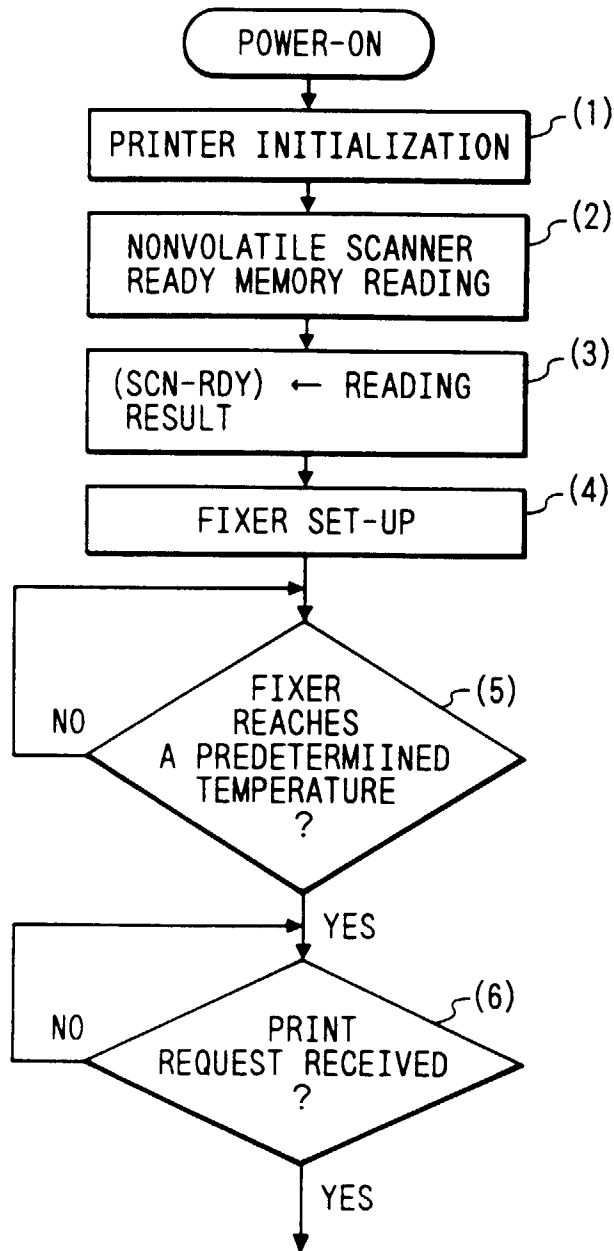 POWER-ON
(1)
PRINTER INITIALIZATION
(2)
NONVOLATILE SCANNER
READY MEMORY READING
(3)
(SCN-RDY) ← READING
RESULT
(4)
FIXER SET-UP
(5)
FIXER
REACHES
A PREDETERMIINED
TEMPERATURE
?
NO
YES
(6)
PRINT
REQUEST RECEIVED
?
NO
YES